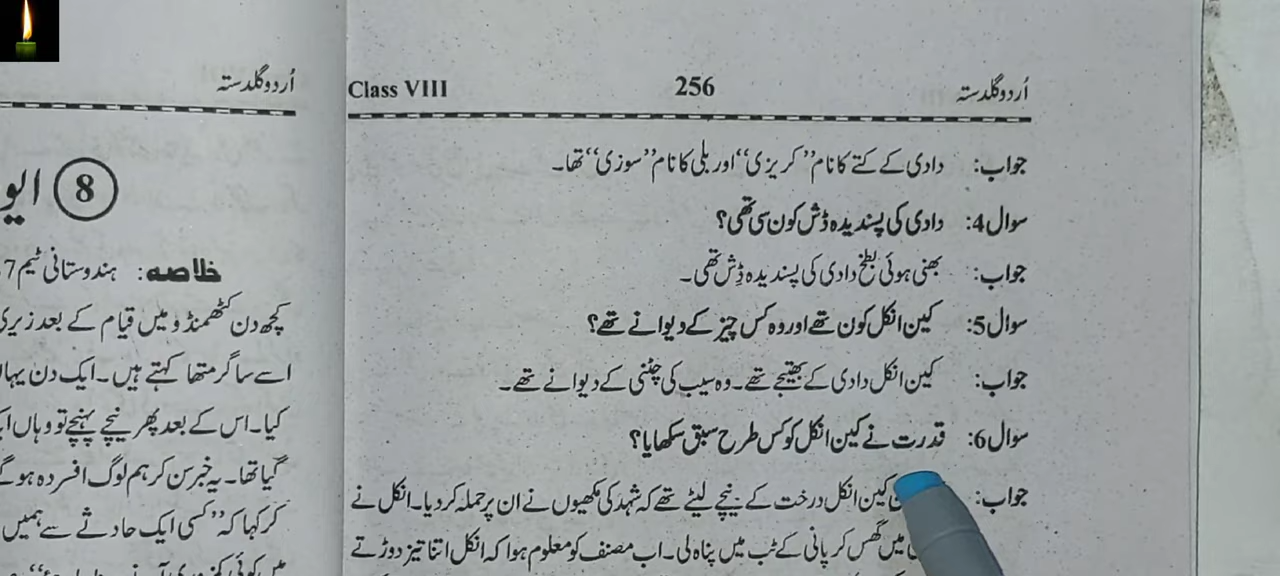 اُردو گلدستہ 256 Class VIII
جواب: دادی کے کتے کا نام ”کریزی“ اور بلی کا نام ”سوزی“ تھا۔
سوال 4: دادی کی پسندیدہ ڈش کون سی تھی؟
جواب: بھنی ہوئی بطخ دادی کی پسندیدہ ڈِش تھی۔
سوال 5: کین انکل کون تھے اور وہ کس چیز کے دیوانے تھے؟
جواب: کین انکل دادی کے بھتیجے تھے۔ وہ سیب کی چٹنی کے دیوانے تھے۔
سوال 6: قدرت نے کین انکل کو کس طرح سبق سکھایا؟
جواب: کین انکل درخت کے نیچے لیٹے تھے کہ شہد کی مکھیوں نے ان پر حملہ کر دیا۔ انکل نے
میں گھس کر پانی کے ٹب میں پناہ لی۔ اب مصنف کو معلوم ہوا کہ انکل اتنا تیز دوڑتے
اُردو گلدستہ
8
خلاصہ: ہندوستانی ٹیم 7
کچھ دن کٹھمنڈو میں قیام کے بعد
اسے ساگر متھا کہتے ہیں۔ ایک دن
کیا۔ اس کے بعد پھر نیچے پہنچے تو وہاں
گیا تھا۔ یہ خبر سن کر ہم لوگ افسردہ
کر کہا کہ ”کسی ایک حادثے سے ہمیں